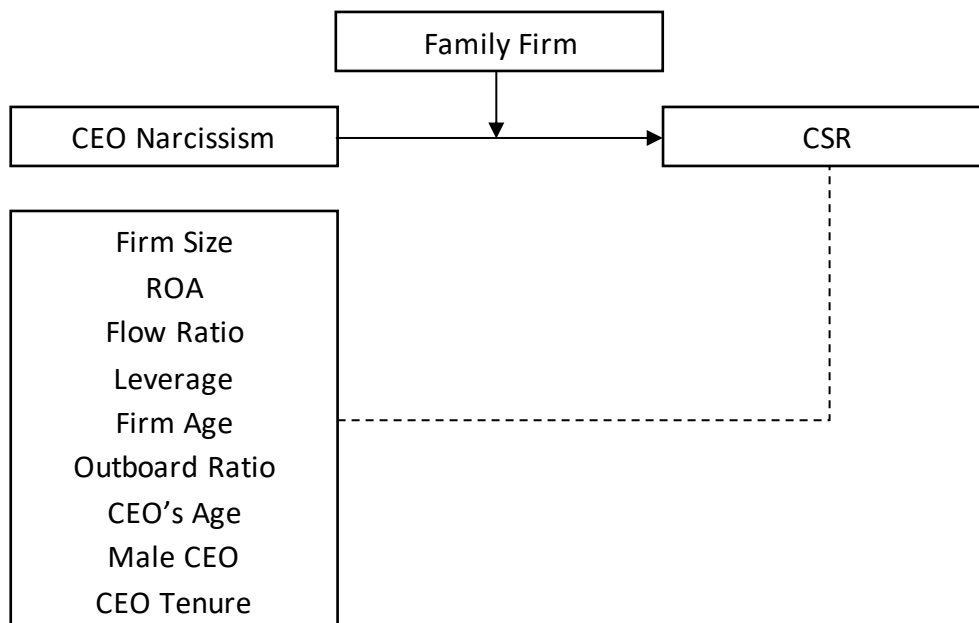 Family Firm
CEO Narcissism
CSR
Firm Size
ROA
Flow Ratio
Leverage
Firm Age
Outboard Ratio
CEO’s Age
Male CEO
CEO Tenure